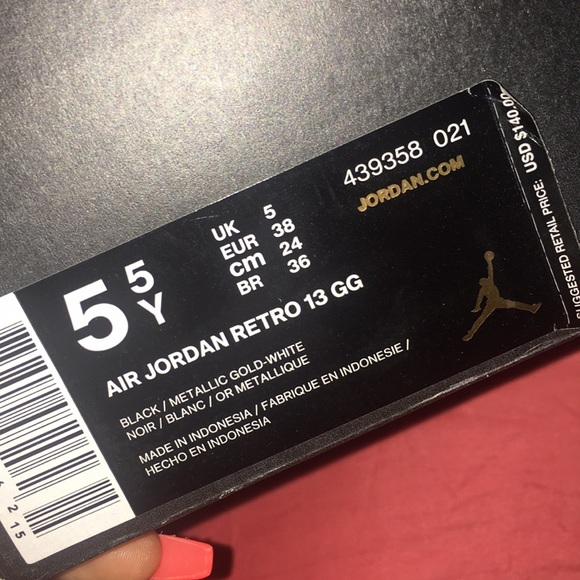 439358 021
JORDAN.COM
5 5 Y
UK 5
EUR 38
cm 24
BR 36
AIR JORDAN RETRO 13 GG
BLACK / METALLIC GOLD-WHITE
NOIR / BLANC / OR METALLIQUE
MADE IN INDONESIA / FABRIQUE EN INDONESIE /
HECHO EN INDONESIA
SUGGESTED RETAIL PRICE: USD $140.00
215